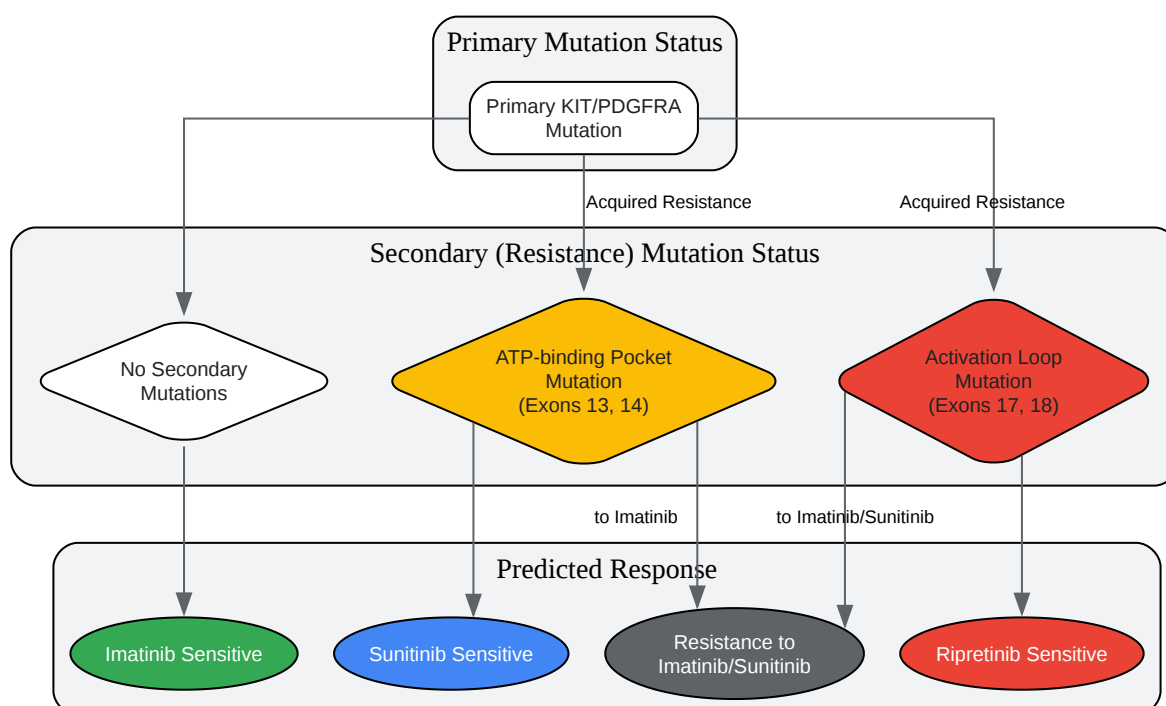 Primary Mutation Status
Primary KIT/PDGFRA
Mutation
Acquired Resistance
Acquired Resistance
Secondary (Resistance) Mutation Status
No Secondary
Mutations
ATP-binding Pocket
Mutation
(Exons 13, 14)
Activation Loop
Mutation
(Exons 17, 18)
to Imatinib
to Imatinib/Sunitinib
Predicted Response
Imatinib Sensitive
Sunitinib Sensitive
Resistance to
Imatinib/Sunitinib
Ripretinib Sensitive